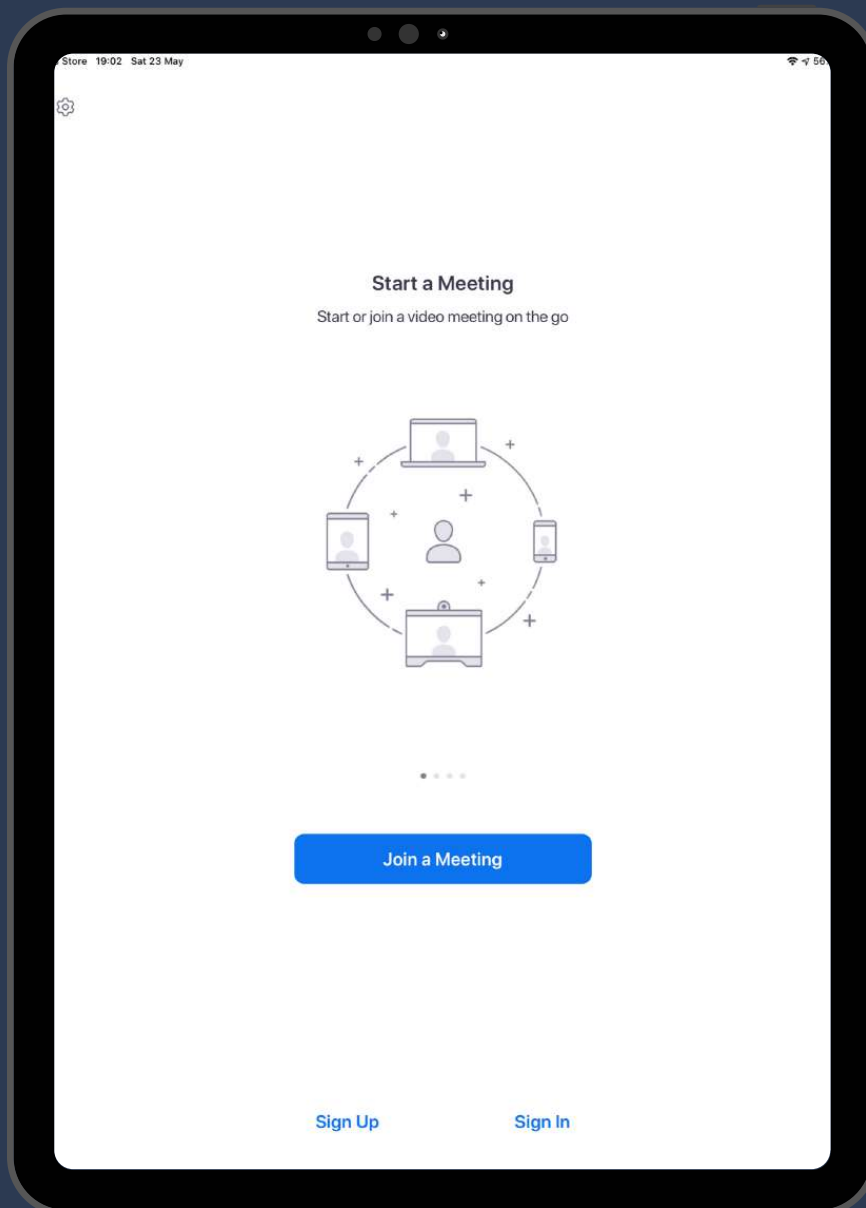 Store 19:02 Sat 23 May 56
Start a Meeting
Start or join a video meeting on the go
Join a Meeting
Sign Up Sign In